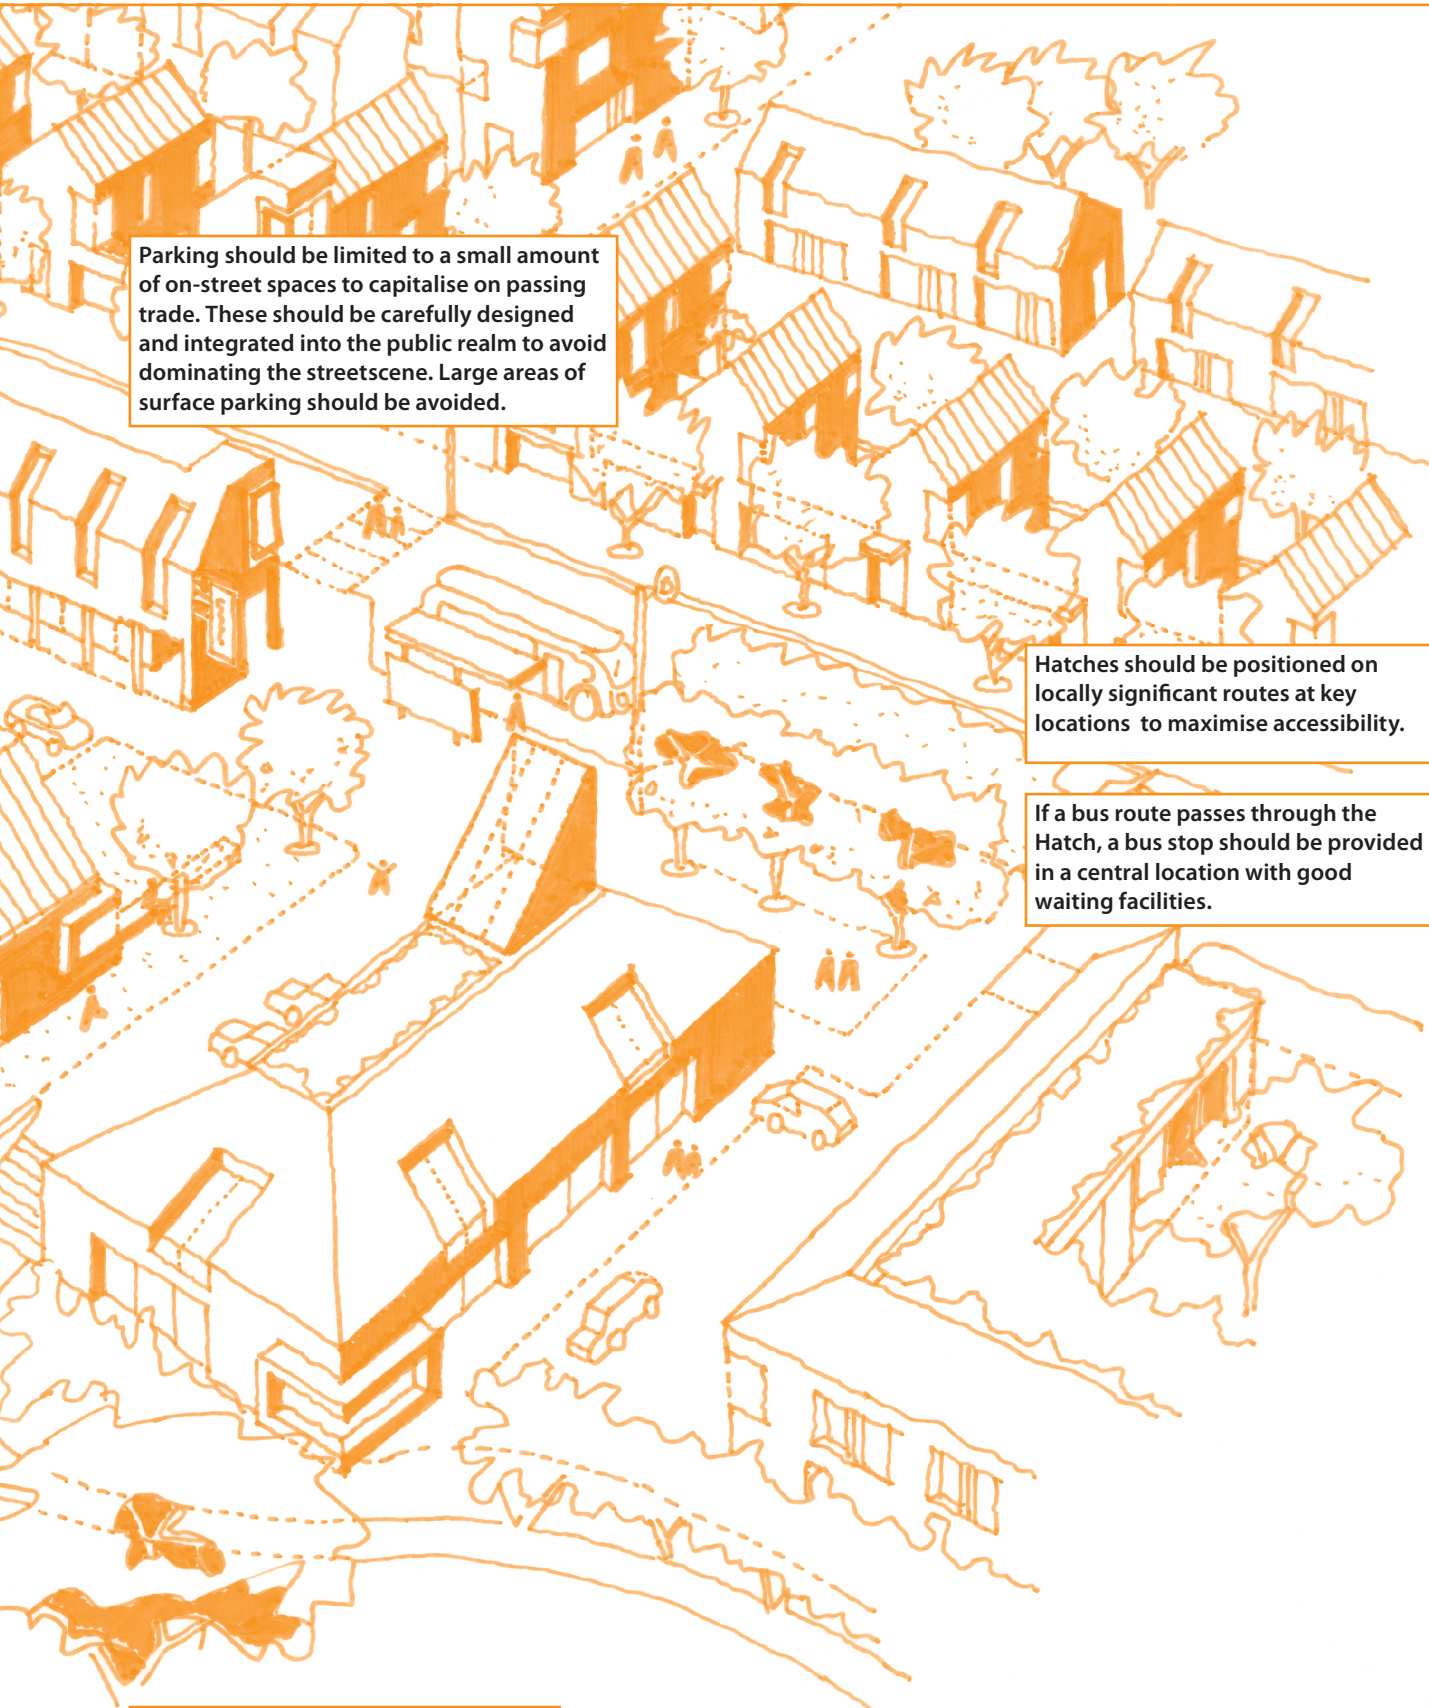 Parking should be limited to a small amount
of on-street spaces to capitalise on passing
trade. These should be carefully designed
and integrated into the public realm to avoid
dominating the streetscene. Large areas of
surface parking should be avoided.
Hatches should be positioned on
locally significant routes at key
locations to maximise accessibility.
If a bus route passes through the
Hatch, a bus stop should be provided
in a central location with good
waiting facilities.